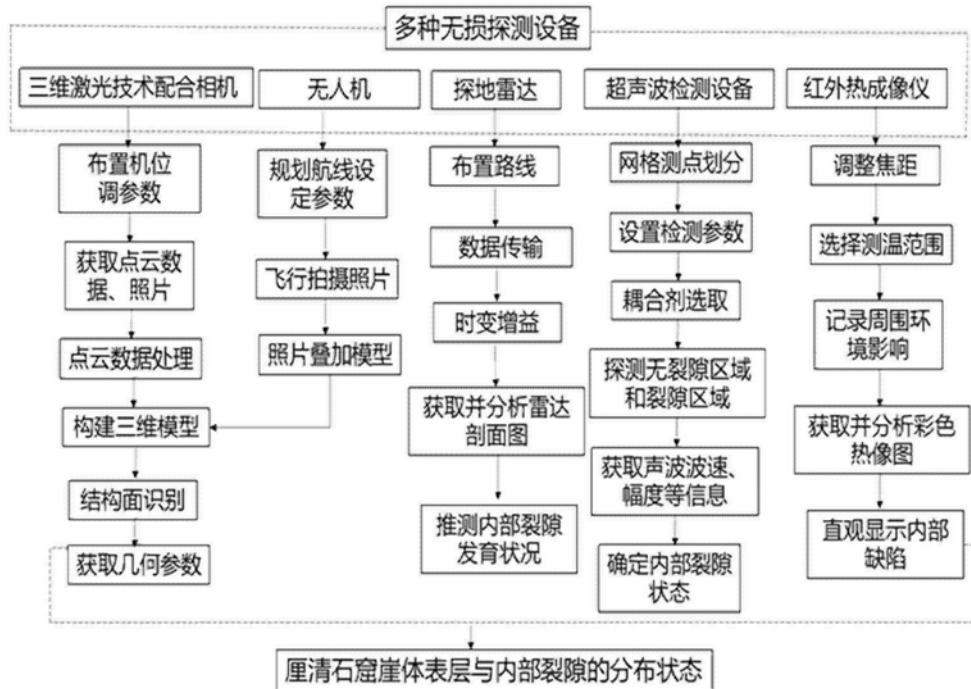 多种无损探测设备
三维激光技术配合相机
无人机
探地雷达
超声波检测设备
红外热成像仪
布置机位
调参数
获取点云数
据、照片
点云数据处理
构建三维模型
结构面识别
获取几何参数
规划航线设
定参数
飞行拍摄照片
照片叠加模型
布置路线
数据传输
时变增益
获取并分析雷达
剖面图
推测内部裂隙
发育状况
网格测点划分
设置检测参数
耦合剂选取
探测无裂隙区域
和裂隙区域
获取声波波速、
幅度等信息
确定内部裂隙
状态
调整焦距
选择测温范围
记录周围环
境影响
获取并分析彩色
热像图
直观显示内部
缺陷
厘清石窟崖体表层与内部裂隙的分布状态